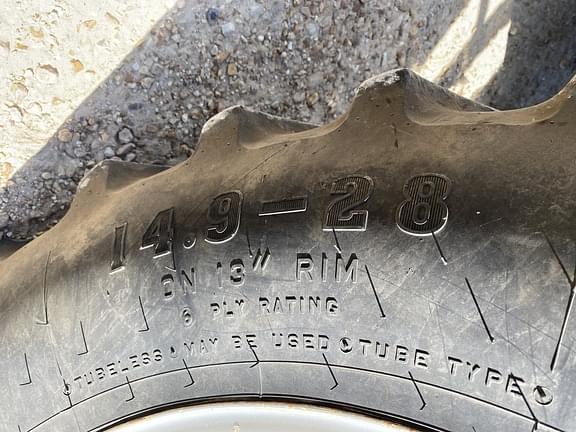 14.9-28
ON 13" RIM
6 PLY RATING
TUBELESS MAY BE USED TUBE TYPE